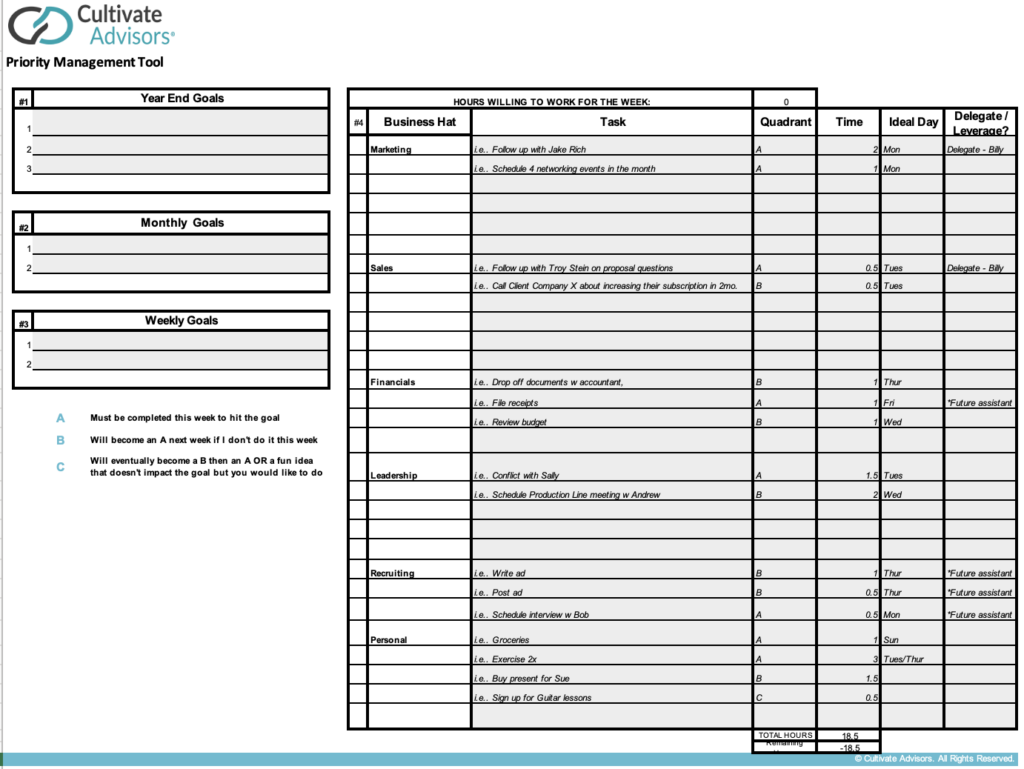 Cultivate
Advisors®
Priority Management Tool
#1 Year End Goals
1
2
3
#2 Monthly Goals
1
2
#3 Weekly Goals
1
2
A Must be completed this week to hit the goal
B Will become an A next week if I don't do it this week
C Will eventually become a B then an A OR a fun idea
that doesn't impact the goal but you would like to do
HOURS WILLING TO WORK FOR THE WEEK: 0
#4 Business Hat Task Quadrant Time Ideal Day Delegate / Leverage?
Marketing i.e.. Follow up with Jake Rich A 2 Mon Delegate - Billy
i.e.. Schedule 4 networking events in the month A 1 Mon
Sales i.e.. Follow up with Troy Stein on proposal questions A 0.5 Tues Delegate - Billy
i.e.. Call Client Company X about increasing their subscription in 2mo. B 0.5 Tues
Financials i.e.. Drop off documents w accountant, B 1 Thur
i.e.. File receipts A 1 Fri *Future assistant
i.e.. Review budget B 1 Wed
Leadership i.e.. Conflict with Sally A 1.5 Tues
i.e.. Schedule Production Line meeting w Andrew B 2 Wed
Recruiting i.e.. Write ad B 1 Thur *Future assistant
i.e.. Post ad B 0.5 Thur *Future assistant
i.e.. Schedule interview w Bob A 0.5 Mon *Future assistant
Personal i.e.. Groceries A 1 Sun
i.e.. Exercise 2x A 3 Tues/Thur
i.e.. Buy present for Sue B 1.5
i.e.. Sign up for Guitar lessons C 0.5
TOTAL HOURS 18.5
Remaining -18.5
© Cultivate Advisors. All Rights Reserved.